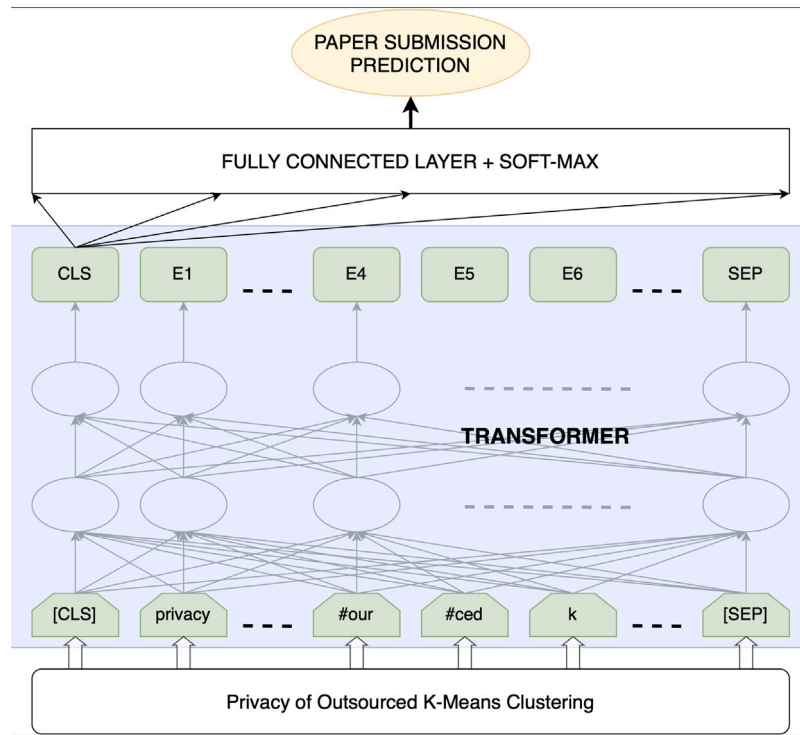 PAPER SUBMISSION
PREDICTION
FULLY CONNECTED LAYER + SOFT-MAX
CLS E1 E4 E5 E6 SEP
TRANSFORMER
[CLS] privacy #our #ced k [SEP]
Privacy of Outsourced K-Means Clustering